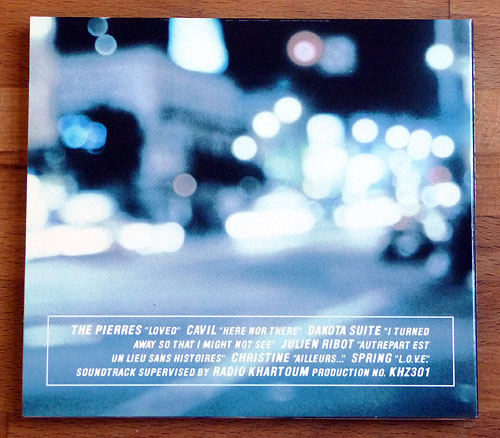 THE PIERRES "LOVED" CAVIL "HERE NOR THERE" DAKOTA SUITE "I TURNED
AWAY SO THAT I MIGHT NOT SEE" JULIEN RIBOT "AUTREPART EST
UN LIEU SANS HISTOIRES" CHRISTINE "AILLEURS..." SPRING "L.O.V.E."
SOUNDTRACK SUPERVISED BY RADIO KHARTOUM PRODUCTION NO. KHZ301